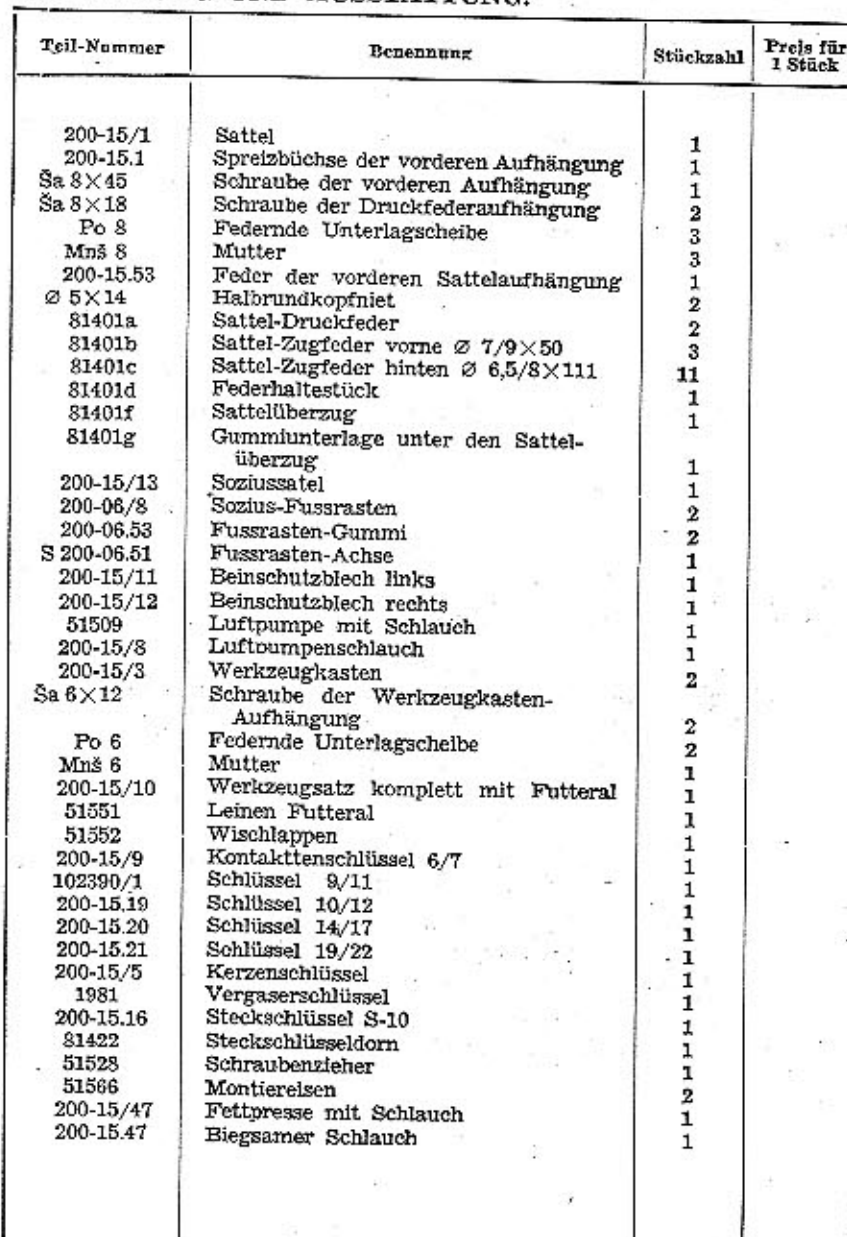 AUSSTATTUNG.
Teil-Nummer Benennung Stückzahl Preis für
1 Stück
200-15/1 Sattel 1
200-15.1 Spreizbüchse der vorderen Aufhängung 1
Ša 8×45 Schraube der vorderen Aufhängung 1
Ša 8×18 Schraube der Druckfederaufhängung 2
Po 8 Federnde Unterlagscheibe 3
Mnš 8 Mutter 3
200-15.53 Feder der vorderen Sattelaufhängung 1
Ø 5×14 Halbrundkopfniet 2
81401a Sattel-Druckfeder 2
81401b Sattel-Zugfeder vorne Ø 7/9×50 3
81401c Sattel-Zugfeder hinten Ø 6,5/8×111 11
81401d Federhaltestück 1
81401f Sattelüberzug 1
81401g Gummiunterlage unter den Sattel-
überzug 1
200-15/13 Soziussatel 1
200-06/8 Sozius-Fussrasten 2
200-06.53 Fussrasten-Gummi 2
S 200-06.51 Fussrasten-Achse 1
200-15/11 Beinschutzblech links 1
200-15/12 Beinschutzblech rechts 1
51509 Luftpumpe mit Schlauch 1
200-15/8 Luftpumpenschlauch 1
200-15/3 Werkzeugkasten 2
Ša 6×12 Schraube der Werkzeugkasten-
Aufhängung 2
Po 6 Federnde Unterlagscheibe 2
Mnš 6 Mutter 1
200-15/10 Werkzeugsatz komplett mit Futteral 1
51551 Leinen Futteral 1
51552 Wischlappen 1
200-15/9 Kontakttenschlüssel 6/7 1
102390/1 Schlüssel 9/11 1
200-15.19 Schlüssel 10/12 1
200-15.20 Schlüssel 14/17 1
200-15.21 Schlüssel 19/22 1
200-15/5 Kerzenschlüssel 1
1981 Vergaserschlüssel 1
200-15.16 Steckschlüssel S-10 1
81422 Steckschlüsseldorn 1
51528 Schraubenzieher 1
51566 Montiereisen 2
200-15/47 Fettpresse mit Schlauch 1
200-15.47 Biegsamer Schlauch 1